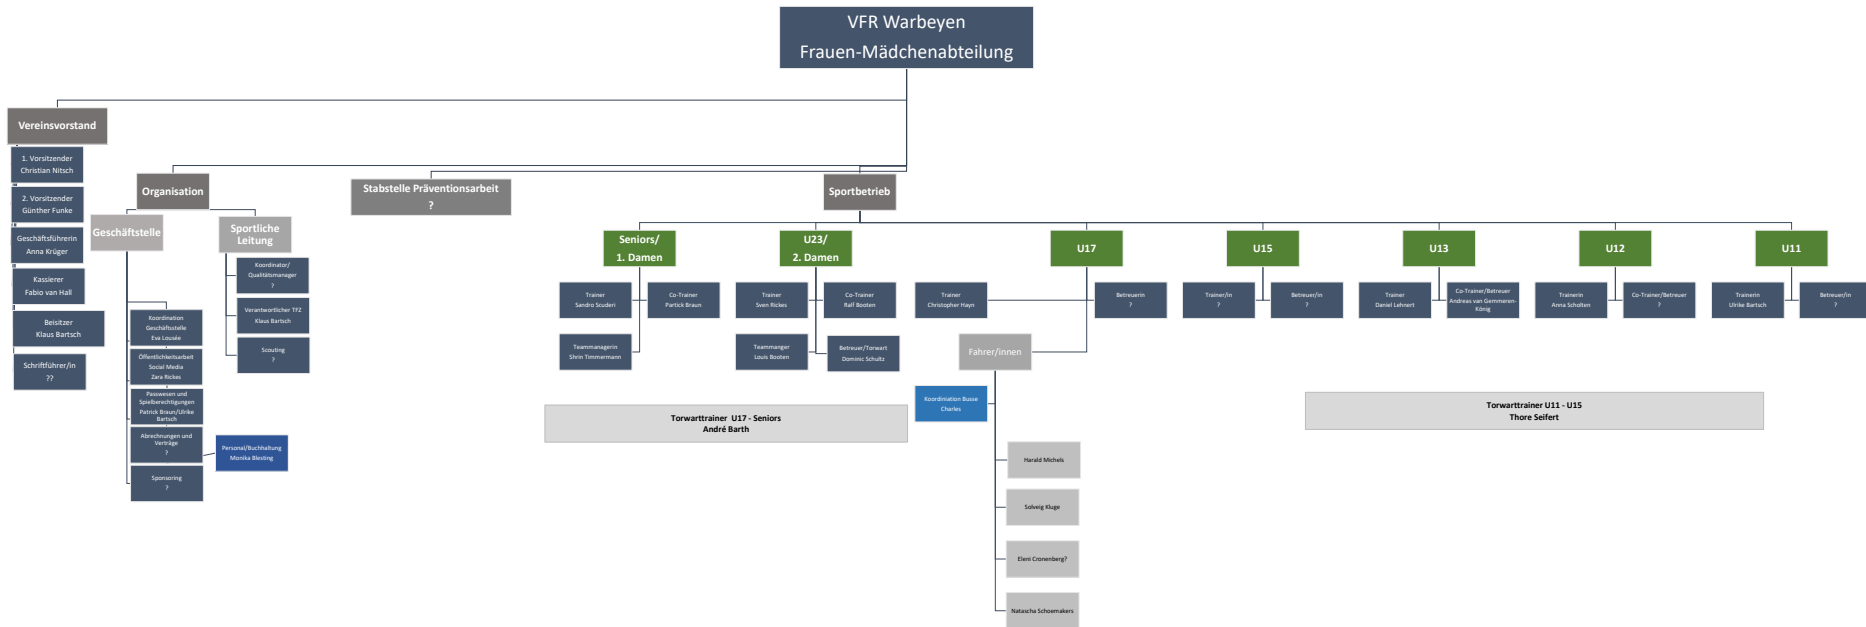 VFR Warbeyen
Frauen-Mädchenabteilung
Vereinsvorstand
1. Vorsitzender
Christian Nitsch
2. Vorsitzender
Günther Funke
Geschäftsführerin
Anna Krüger
Kassierer
Fabio van Hall
Beisitzer
Klaus Bartsch
Schriftführer/in
??
Organisation
Geschäftstelle
Koordination
Geschäftsstelle
Eva Lousée
Öffentlichkeitsarbeit
Social Media
Zara Rickes
Passwesen und
Spielberechtigungen
Patrick Braun/Ulrike
Bartsch
Abrechnungen und
Verträge
?
Personal/Buchhaltung
Monika Blesting
Sponsoring
?
Sportliche
Leitung
Koordinator/
Qualitätsmanager
?
Verantwortlicher TFZ
Klaus Bartsch
Scouting
?
Stabstelle Präventionsarbeit
?
Sportbetrieb
Seniors/
1. Damen
Trainer
Sandro Scuderi
Co-Trainer
Partick Braun
Teammanagerin
Shrin Timmermann
U23/
2. Damen
Trainer
Sven Rickes
Co-Trainer
Ralf Booten
Teammanger
Louis Booten
Betreuer/Torwart
Dominic Schultz
U17
Trainer
Christopher Hayn
Betreuerin
?
Fahrer/innen
Koordiniation Busse
Charles
Harald Michels
Solveig Kluge
Eleni Cronenberg?
Natascha Schoemakers
U15
Trainer/in
?
Betreuer/in
?
U13
Trainer
Daniel Lehnert
Co-Trainer/Betreuer
Andreas van Gemmeren-
König
U12
Trainerin
Anna Scholten
Co-Trainer/Betreuer
?
U11
Trainerin
Ulrike Bartsch
Betreuer/in
?
Torwarttrainer U17 - Seniors
André Barth
Torwarttrainer U11 - U15
Thore Seifert